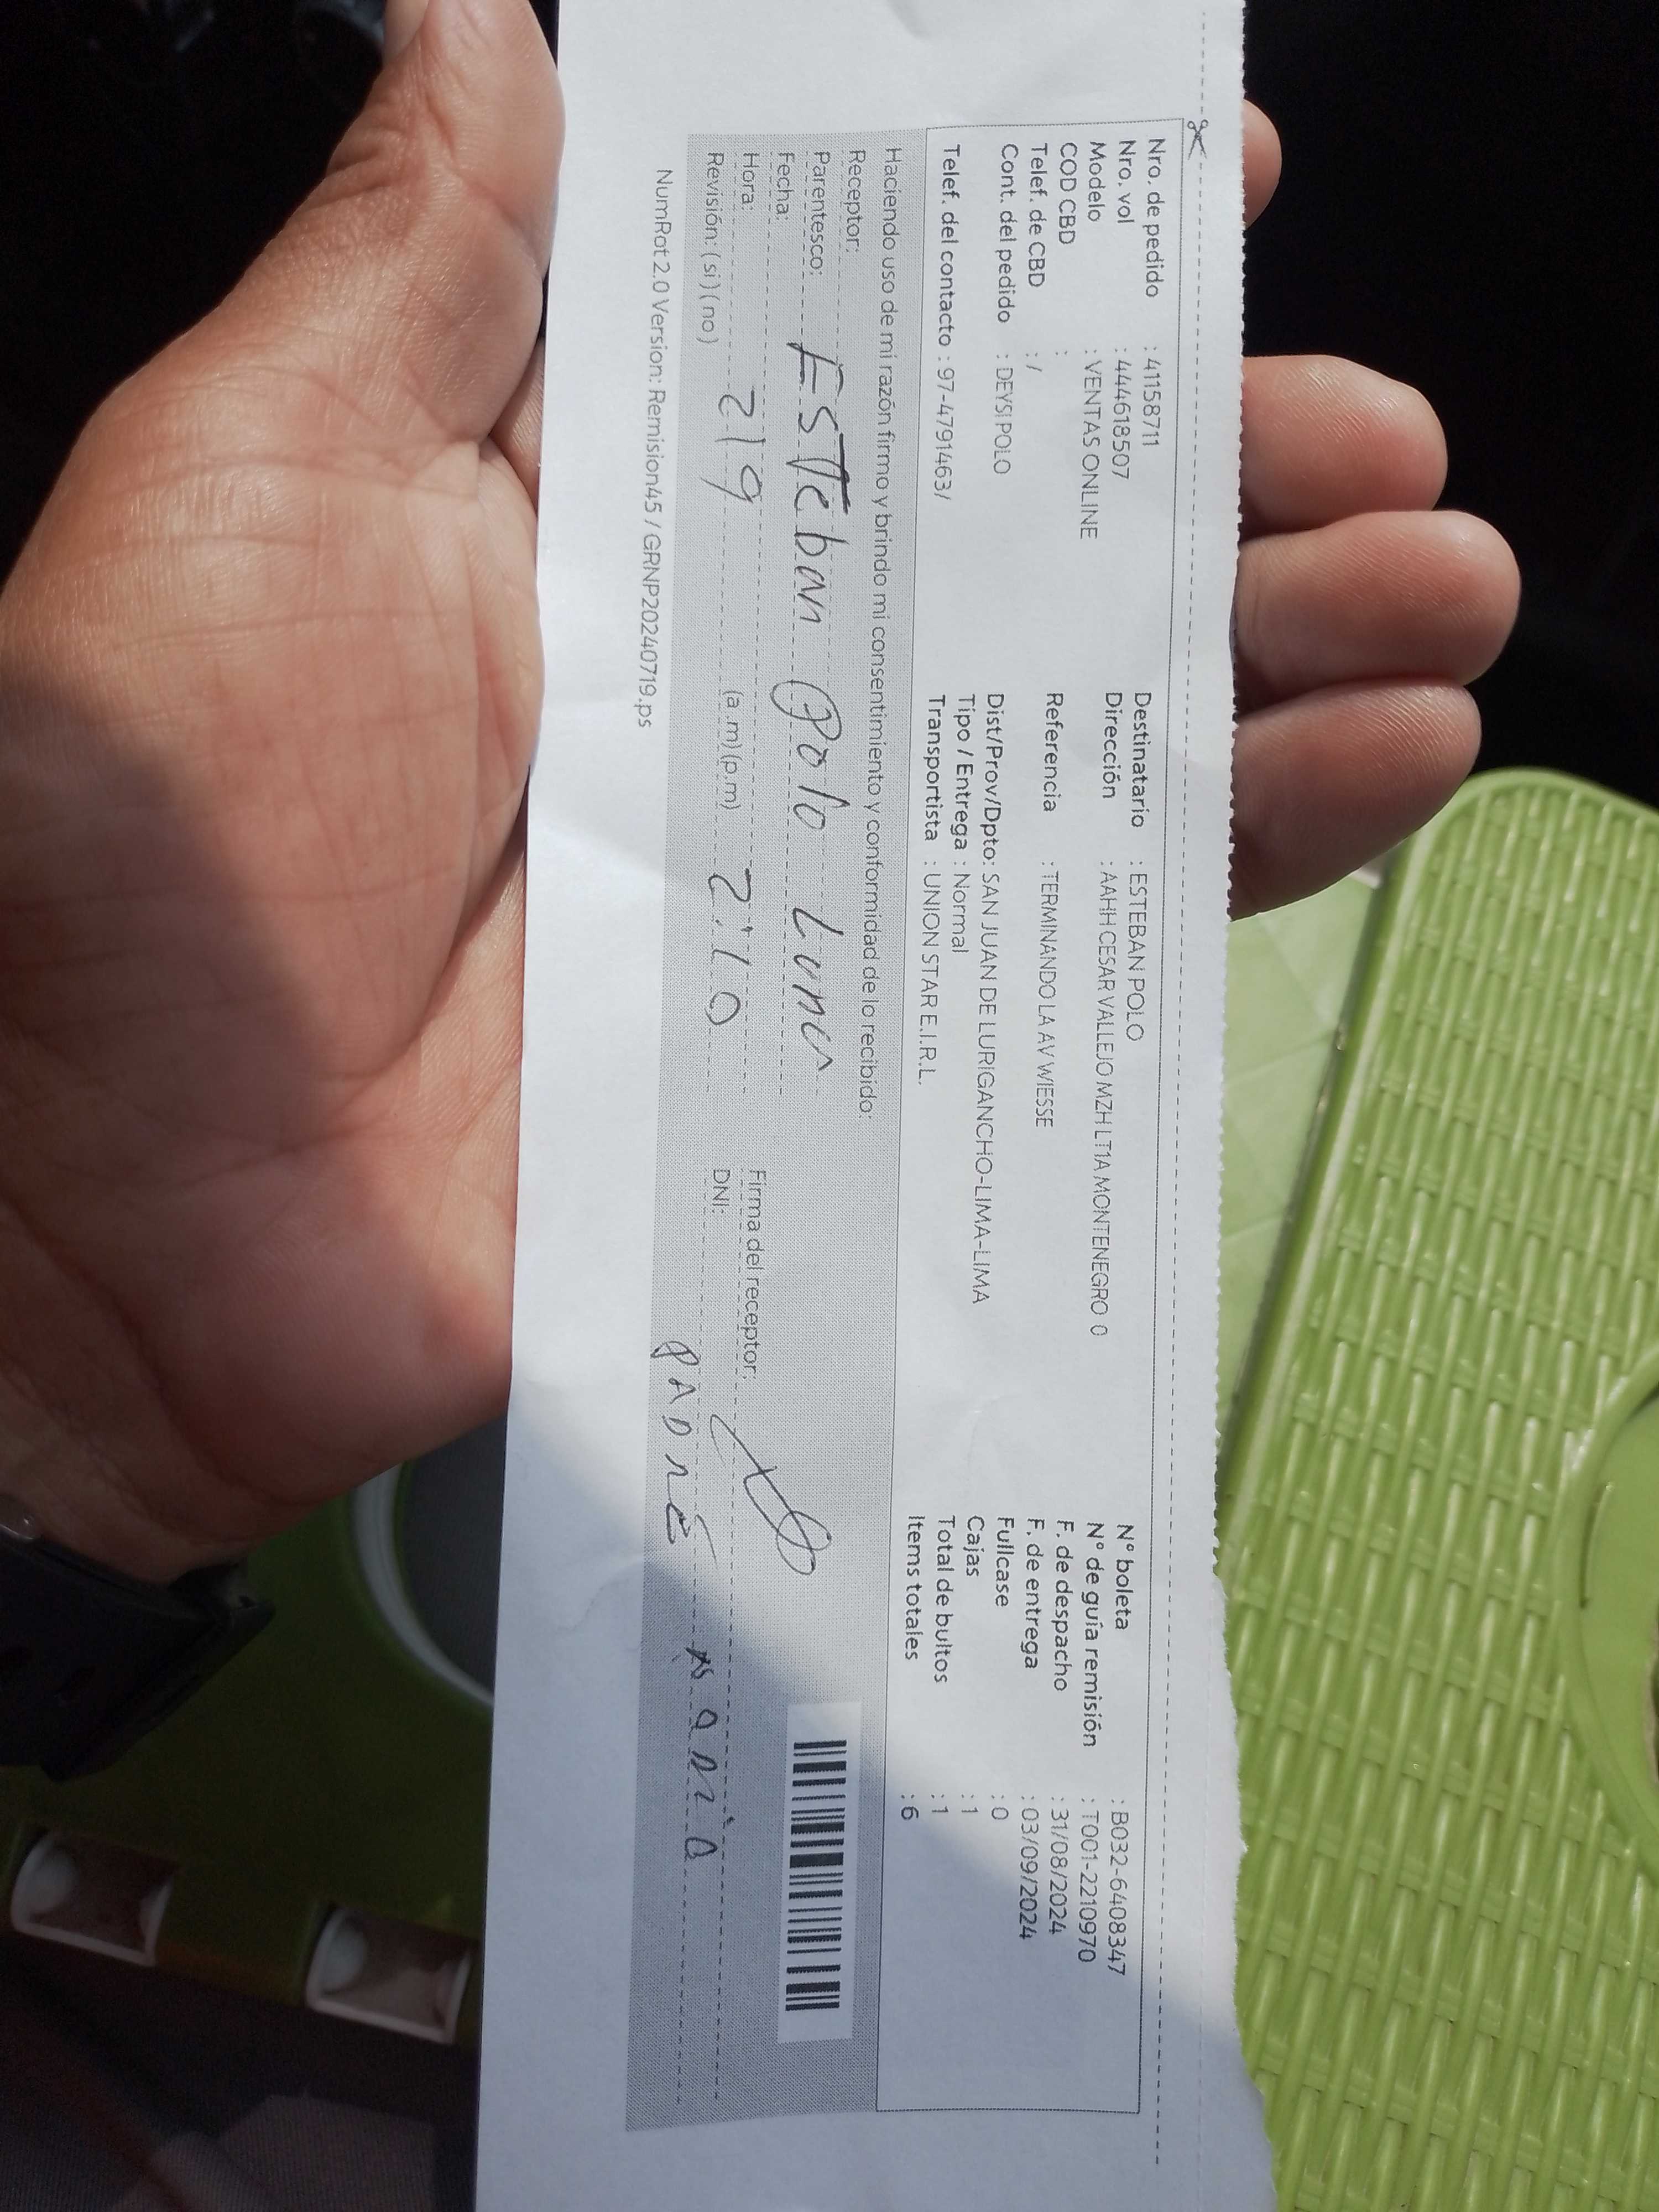 Nro. de pedido : 41158711
Nro. vol : 444618507
Modelo : VENTAS ONLINE
COD CBD :
Telef. de CBD : /
Cont. del pedido : DEYSI POLO
Telef. del contacto : 97-4791463/
Destinatario : ESTEBAN POLO
Dirección : AAHH CESAR VALLEJO MZH LT1A MONTENEGRO 0
Referencia : TERMINANDO LA AV WIESSE
Dist/Prov/Dpto: SAN JUAN DE LURIGANCHO-LIMA-LIMA
Tipo / Entrega : Normal
Transportista : UNION STAR E.I.R.L.
N° boleta : B032-6408347
N° de guia remisión : T001-2210970
F. de despacho : 31/08/2024
F. de entrega : 03/09/2024
Fullcase : 0
Cajas : 1
Total de bultos : 1
Items totales : 6
Haciendo uso de mi razón firmo y brindo mi consentimiento y conformidad de lo recibido:
Receptor:
Parentesco: Esteban Polo Luna
Fecha:
Hora: 219 (a.m)(p.m) 2:10
Revisión: (si)(no)
Firma del receptor:
DNI:
PADRE
NumRot 2.0 Version: Remision45 / GRNP20240719.ps